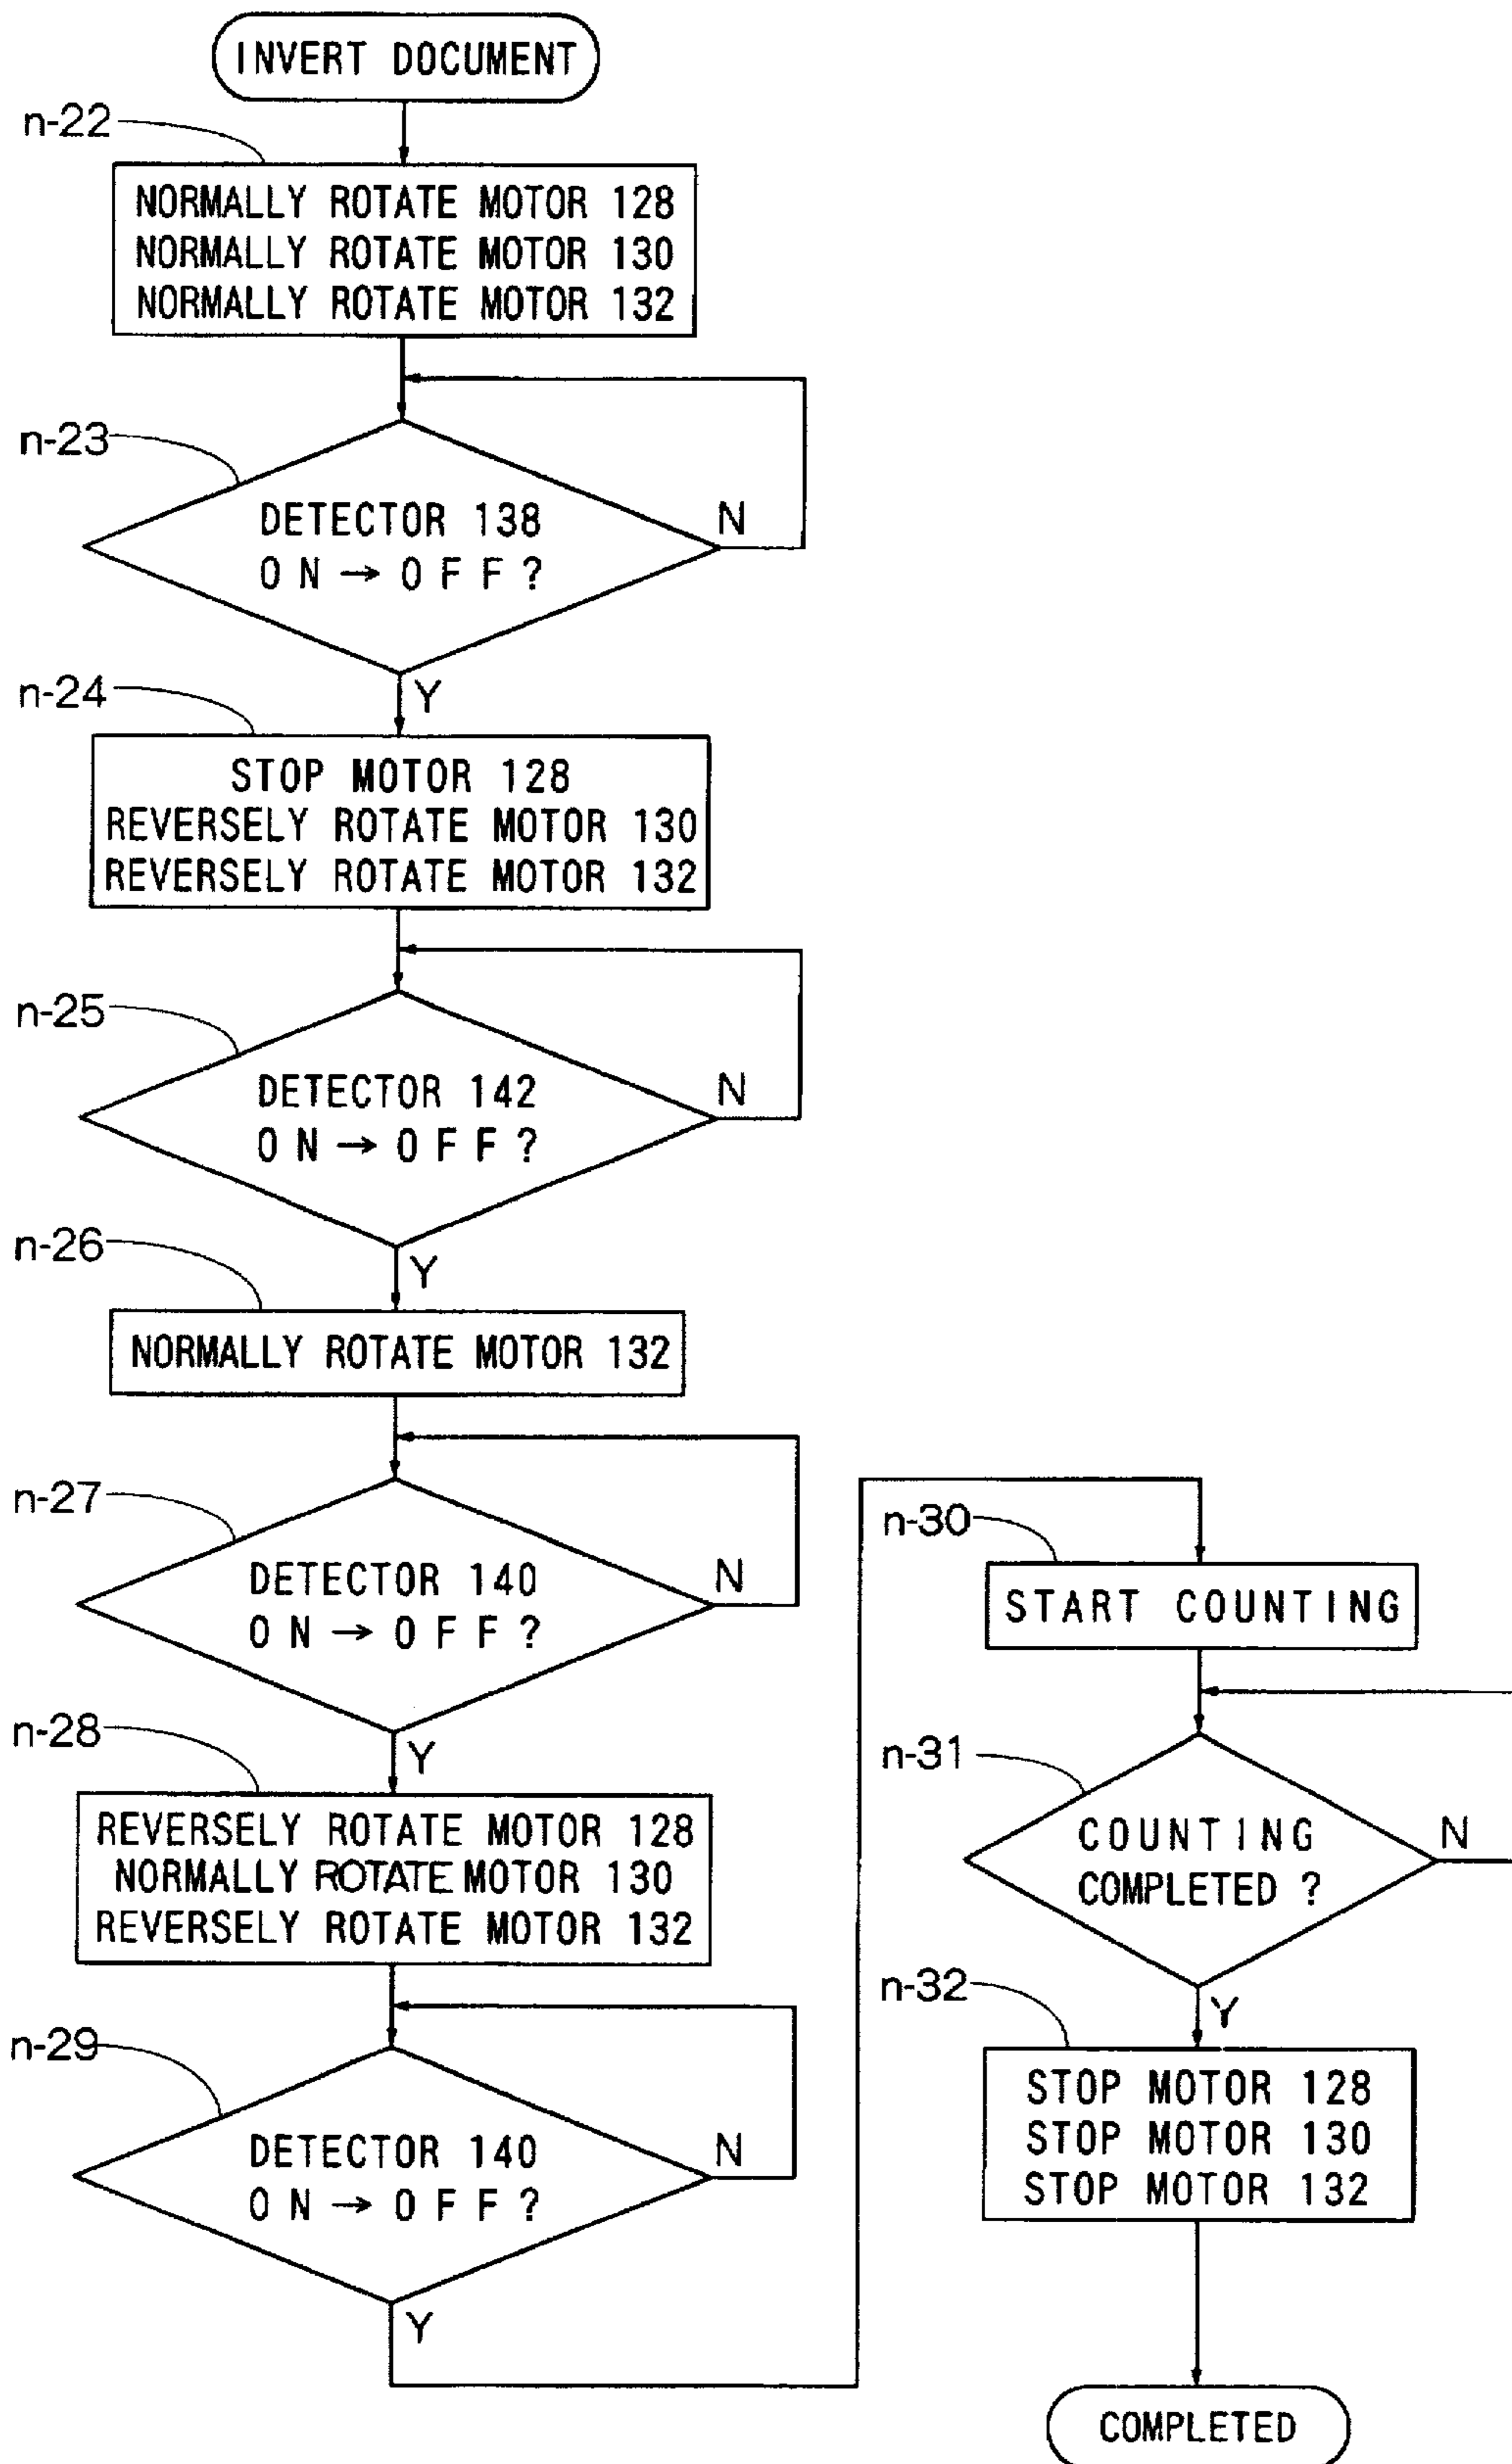 INVERT DOCUMENT
n-22
NORMALLY ROTATE MOTOR 128
NORMALLY ROTATE MOTOR 130
NORMALLY ROTATE MOTOR 132
n-23
DETECTOR 138
ON → OFF ?
N
Y
n-24
STOP MOTOR 128
REVERSELY ROTATE MOTOR 130
REVERSELY ROTATE MOTOR 132
n-25
DETECTOR 142
ON → OFF ?
N
Y
n-26
NORMALLY ROTATE MOTOR 132
n-27
DETECTOR 140
ON → OFF ?
N
Y
n-28
REVERSELY ROTATE MOTOR 128
NORMALLY ROTATE MOTOR 130
REVERSELY ROTATE MOTOR 132
n-29
DETECTOR 140
ON → OFF ?
N
Y
n-30
START COUNTING
n-31
COUNTING
COMPLETED ?
N
Y
n-32
STOP MOTOR 128
STOP MOTOR 130
STOP MOTOR 132
COMPLETED